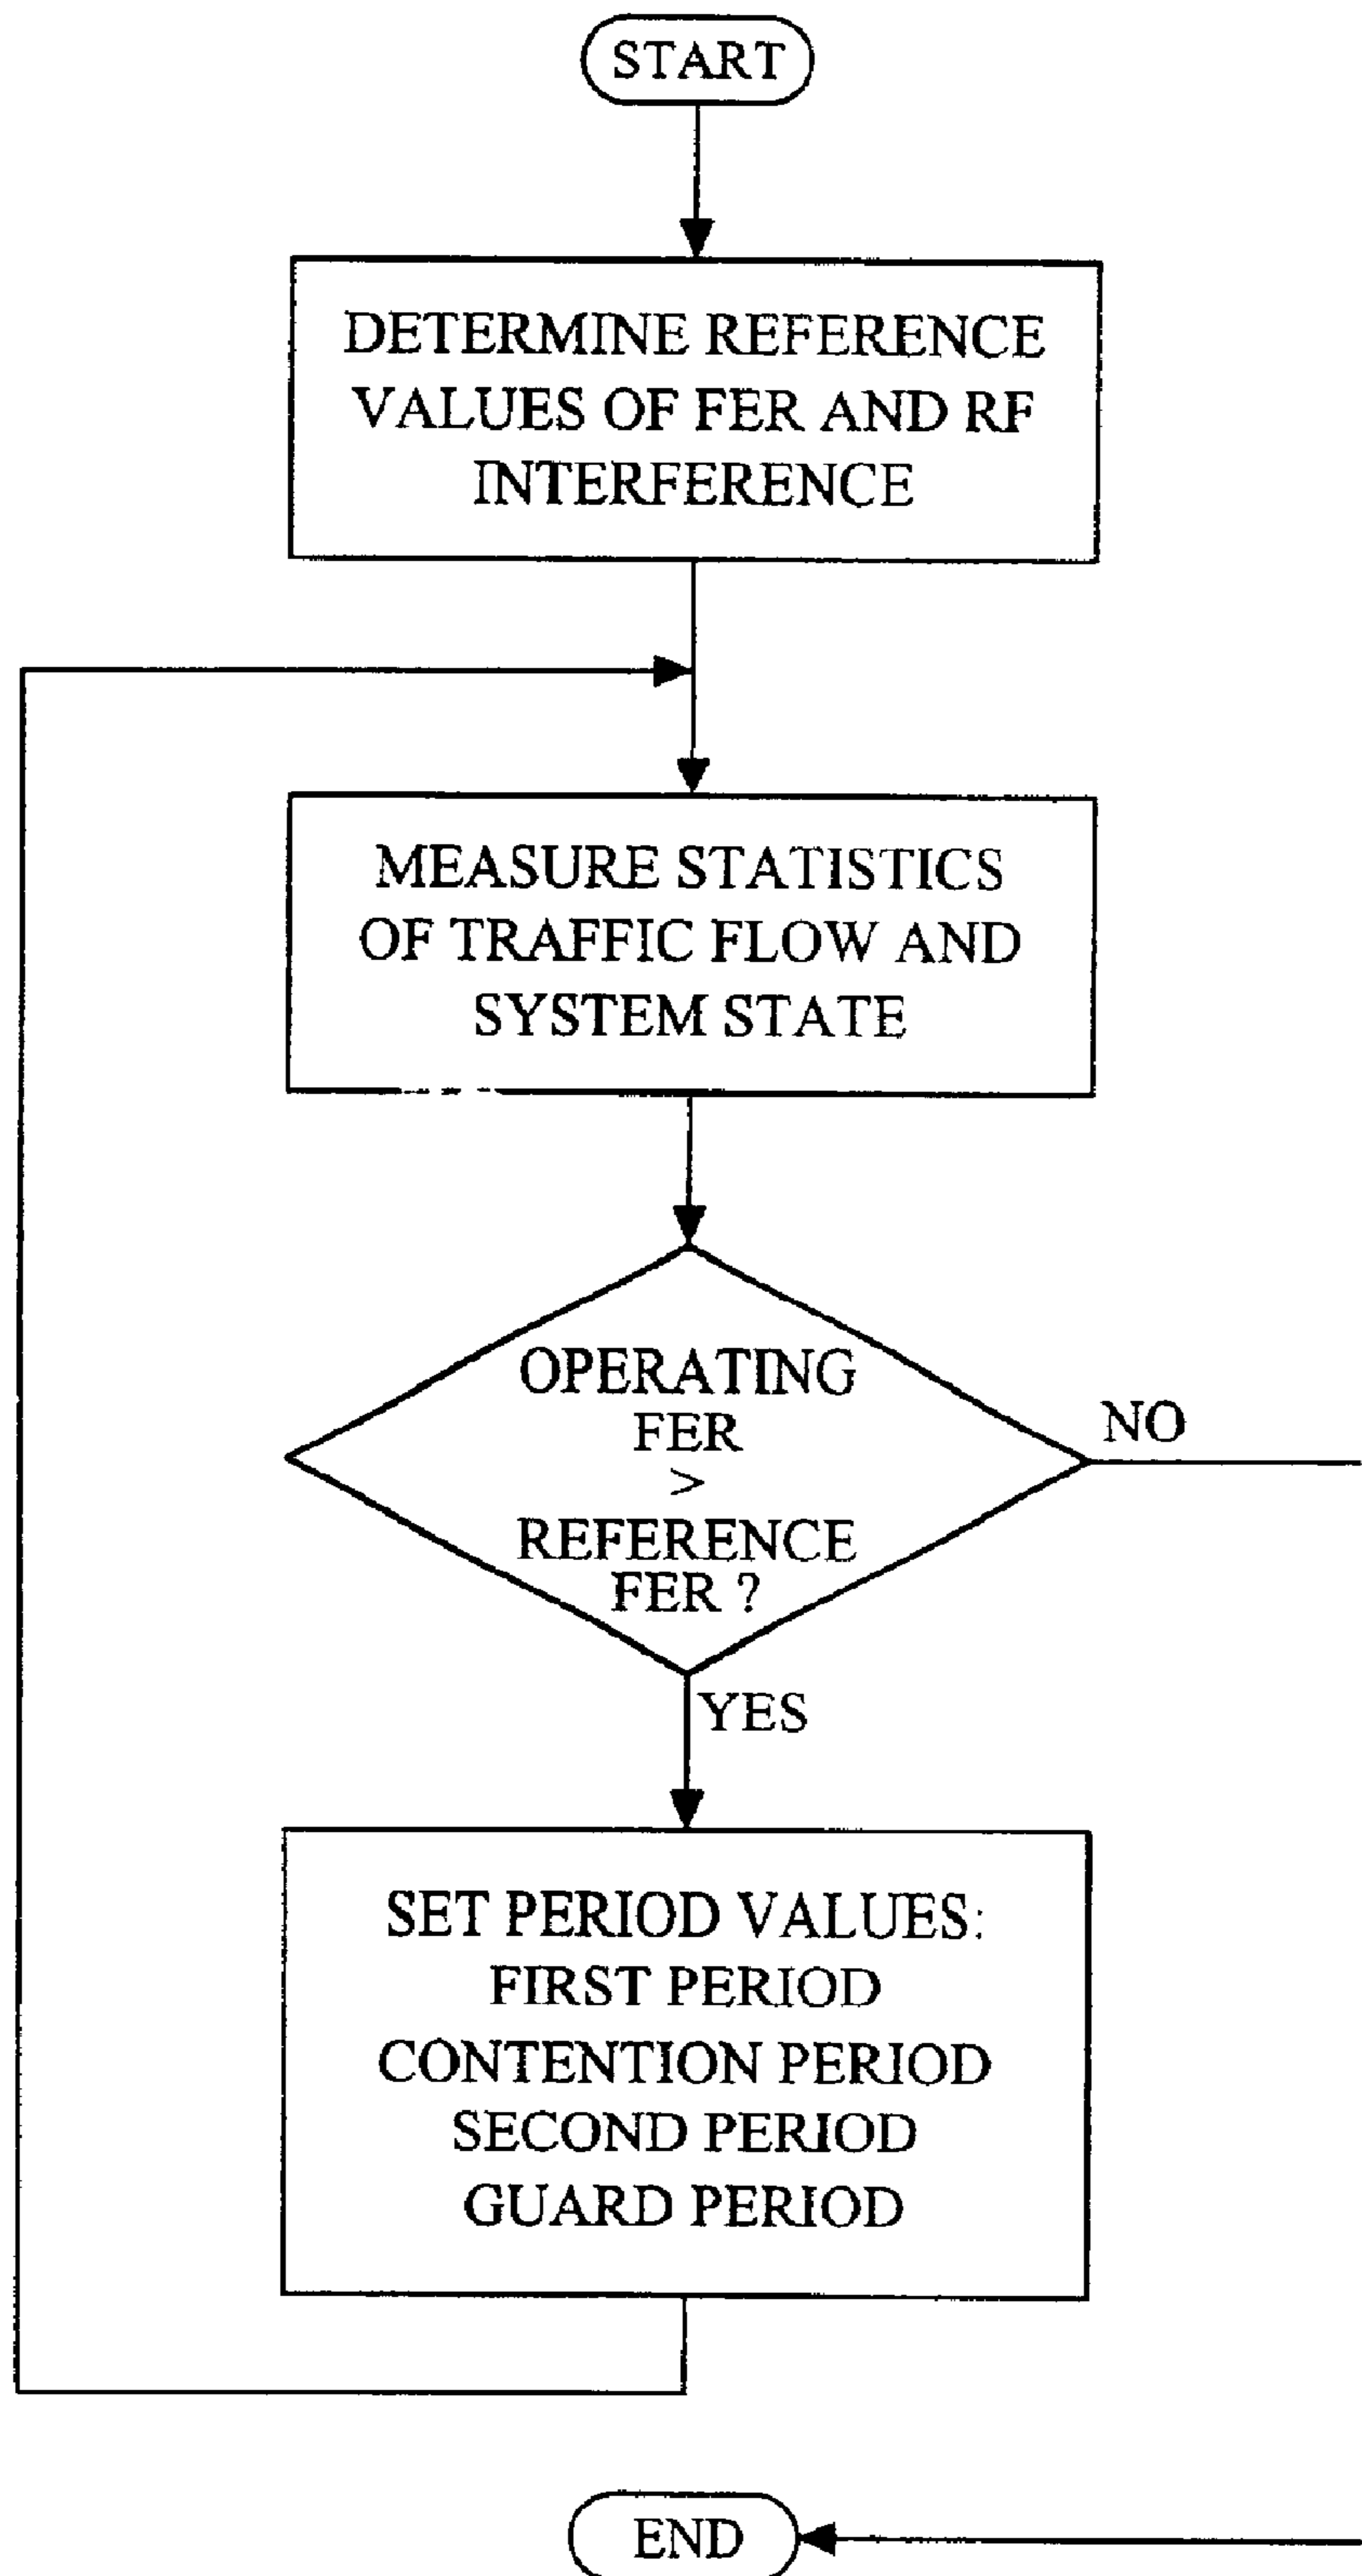 START
DETERMINE REFERENCE
VALUES OF FER AND RF
INTERFERENCE
MEASURE STATISTICS
OF TRAFFIC FLOW AND
SYSTEM STATE
OPERATING
FER
>
REFERENCE
FER ?
NO
YES
SET PERIOD VALUES:
FIRST PERIOD
CONTENTION PERIOD
SECOND PERIOD
GUARD PERIOD
END